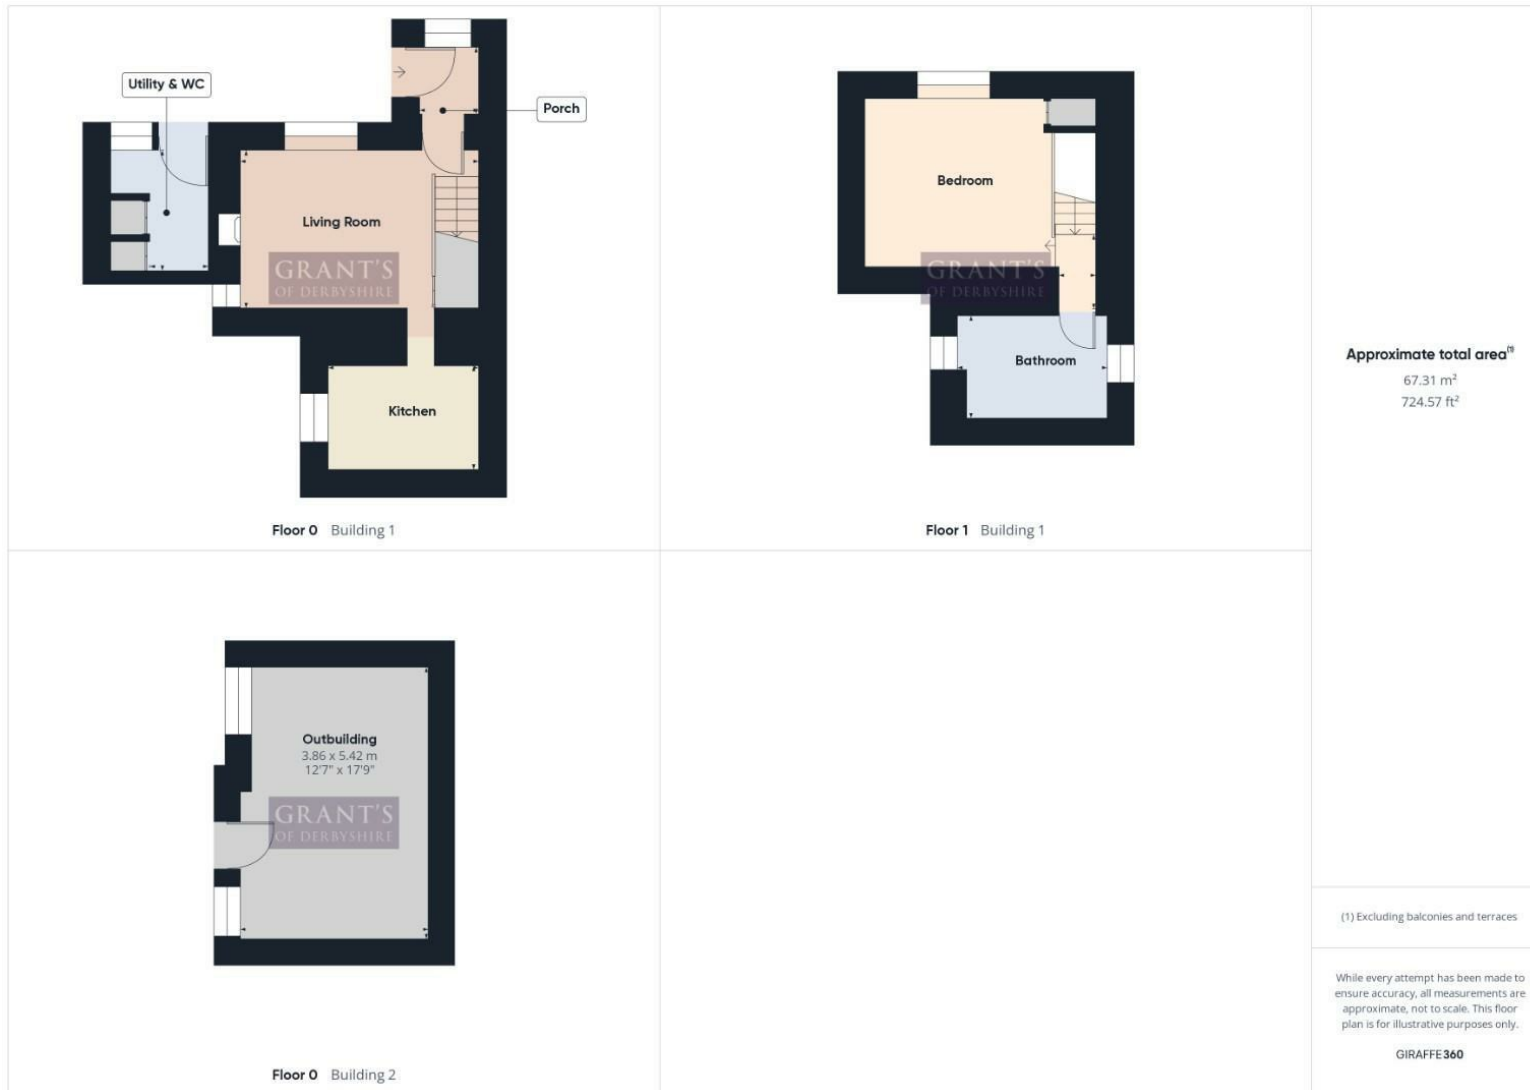 Utility & WC
Porch
Living Room
GRANT'S
OF DERBYSHIRE
Kitchen
Floor 0 Building 1
Bedroom
GRANT'S
OF DERBYSHIRE
Bathroom
Floor 1 Building 1
Outbuilding
3.86 x 5.42 m
12'7" x 17'9"
GRANT'S
OF DERBYSHIRE
Floor 0 Building 2
Approximate total area(1)
67.31 m²
724.57 ft²
(1) Excluding balconies and terraces
While every attempt has been made to
ensure accuracy, all measurements are
approximate, not to scale. This floor
plan is for illustrative purposes only.
GIRAFFE360